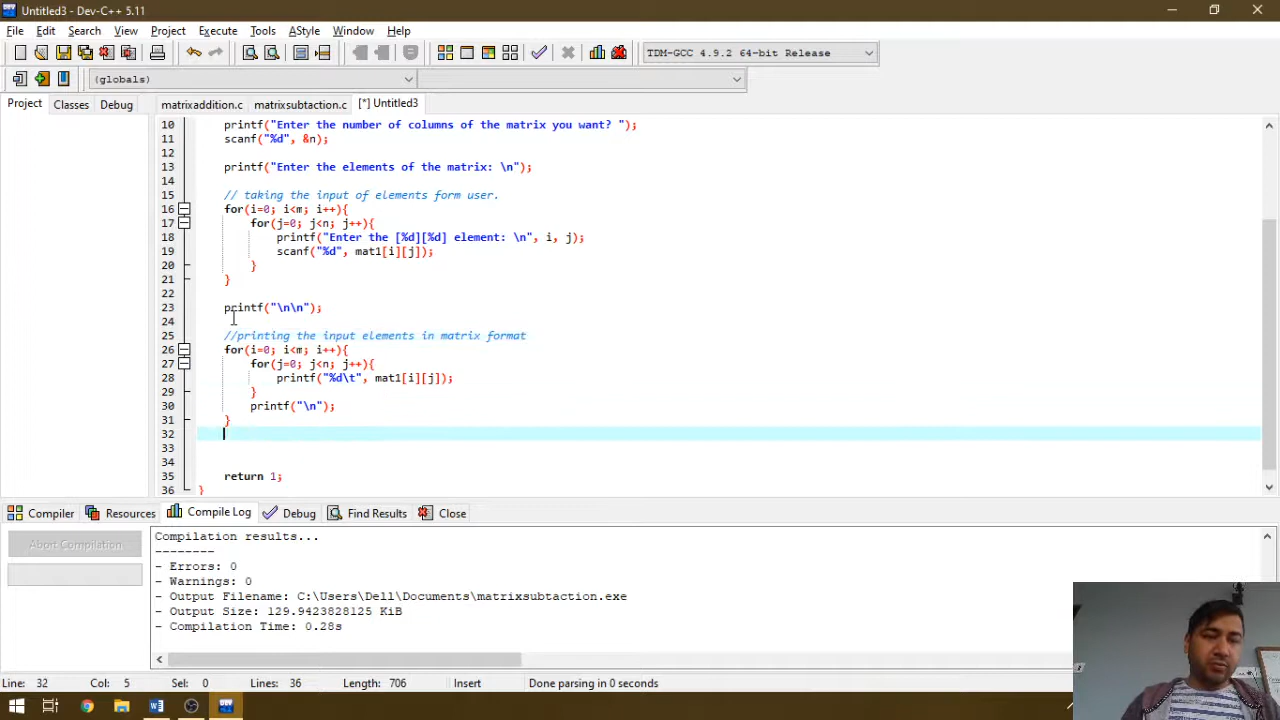 Untitled3 - Dev-C++ 5.11
File Edit Search View Project Execute Tools AStyle Window Help
TDM-GCC 4.9.2 64-bit Release
(globals)
Project Classes Debug matrixaddition.c matrixsubtaction.c [*] Untitled3
10 printf("Enter the number of columns of the matrix you want? ");
11 scanf("%d", &n);
12
13 printf("Enter the elements of the matrix: \n");
14
15 // taking the input of elements form user.
16 for(i=0; i<m; i++){
17 for(j=0; j<n; j++){
18 printf("Enter the [%d][%d] element: \n", i, j);
19 scanf("%d", mat1[i][j]);
20 }
21 }
22
23 printf("\n\n");
24
25 //printing the input elements in matrix format
26 for(i=0; i<m; i++){
27 for(j=0; j<n; j++){
28 printf("%d\t", mat1[i][j]);
29 }
30 printf("\n");
31 }
32
33
34
35 return 1;
36 }
Compiler Resources Compile Log Debug Find Results Close
Abort Compilation
Compilation results...
--------
- Errors: 0
- Warnings: 0
- Output Filename: C:\Users\Dell\Documents\matrixsubtaction.exe
- Output Size: 129.9423828125 KiB
- Compilation Time: 0.28s
Line: 32 Col: 5 Sel: 0 Lines: 36 Length: 706 Insert Done parsing in 0 seconds